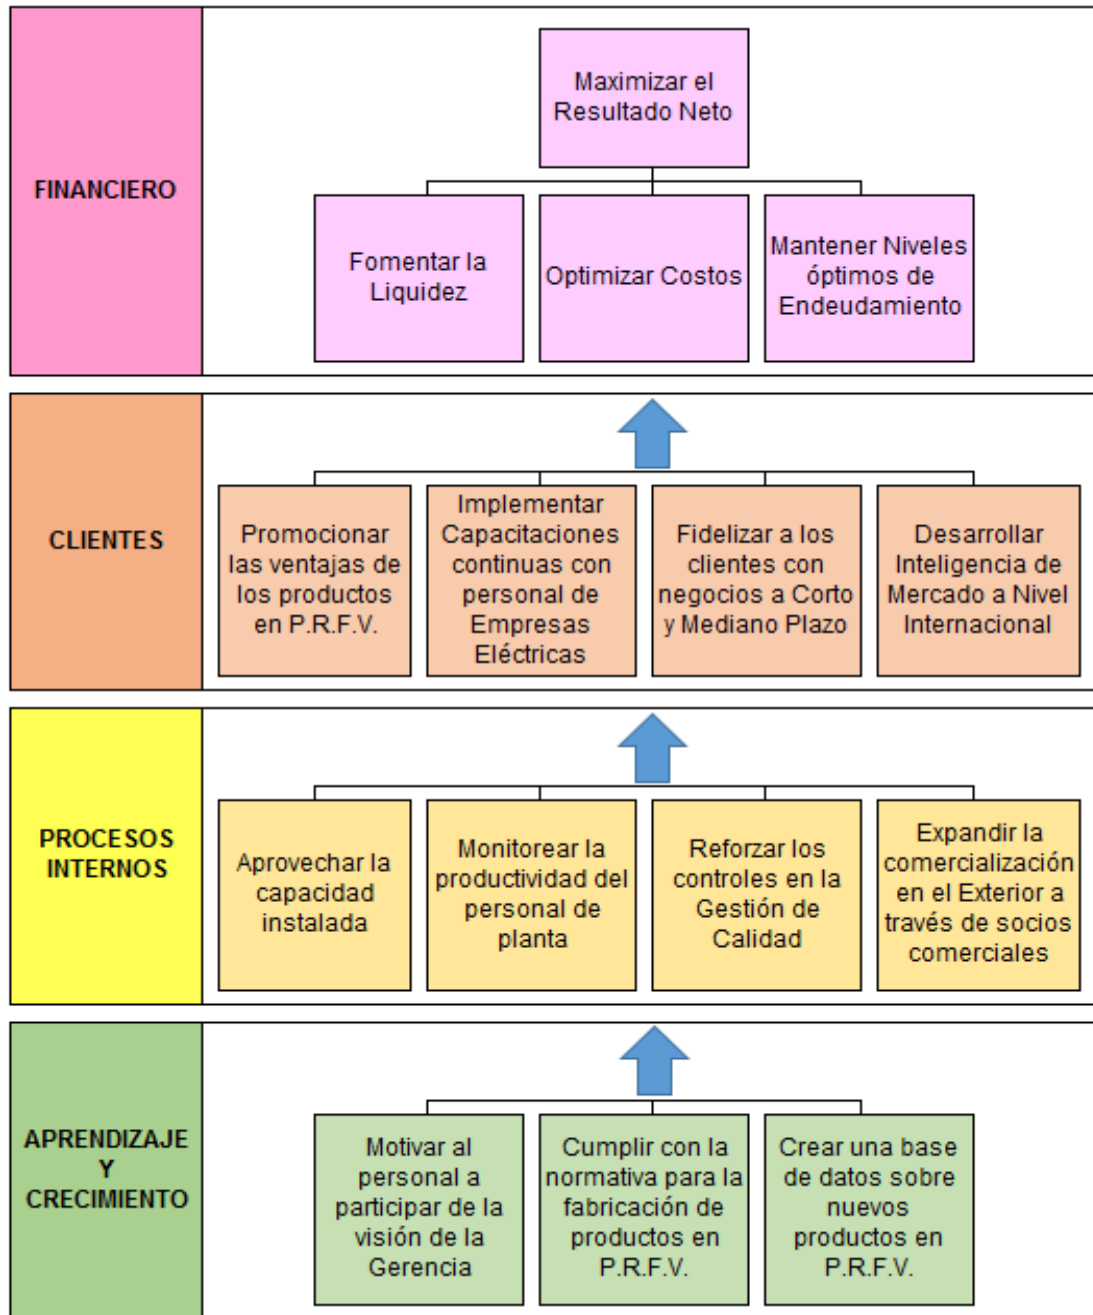 FINANCIERO
Maximizar el
Resultado Neto
Fomentar la
Liquidez
Optimizar Costos
Mantener Niveles
óptimos de
Endeudamiento
CLIENTES
Promocionar
las ventajas de
los productos
en P.R.F.V.
Implementar
Capacitaciones
continuas con
personal de
Empresas
Eléctricas
Fidelizar a los
clientes con
negocios a Corto
y Mediano Plazo
Desarrollar
Inteligencia de
Mercado a Nivel
Internacional
PROCESOS
INTERNOS
Aprovechar la
capacidad
instalada
Monitorear la
productividad del
personal de
planta
Reforzar los
controles en la
Gestión de
Calidad
Expandir la
comercialización
en el Exterior a
través de socios
comerciales
APRENDIZAJE
Y
CRECIMIENTO
Motivar al
personal a
participar de la
visión de la
Gerencia
Cumplir con la
normativa para la
fabricación de
productos en
P.R.F.V.
Crear una base
de datos sobre
nuevos
productos en
P.R.F.V.